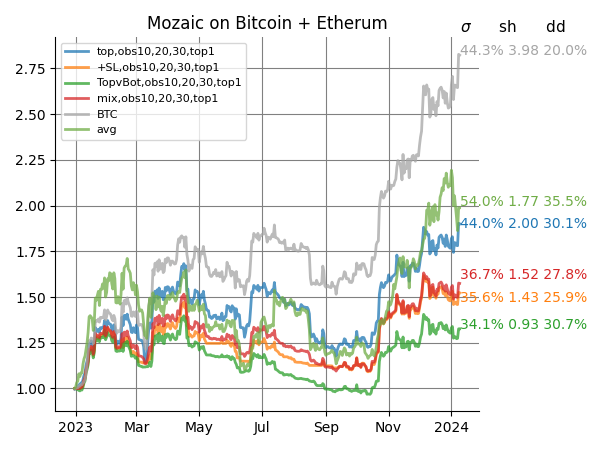 Mozaic on Bitcoin + Etherum
σ sh dd
top,obs10,20,30,top1
+SL,obs10,20,30,top1
TopvBot,obs10,20,30,top1
mix,obs10,20,30,top1
BTC
avg
44.3% 3.98 20.0%
54.0% 1.77 35.5%
44.0% 2.00 30.1%
36.7% 1.52 27.8%
35.6% 1.43 25.9%
34.1% 0.93 30.7%
2.75
2.50
2.25
2.00
1.75
1.50
1.25
1.00
2023 Mar May Jul Sep Nov 2024